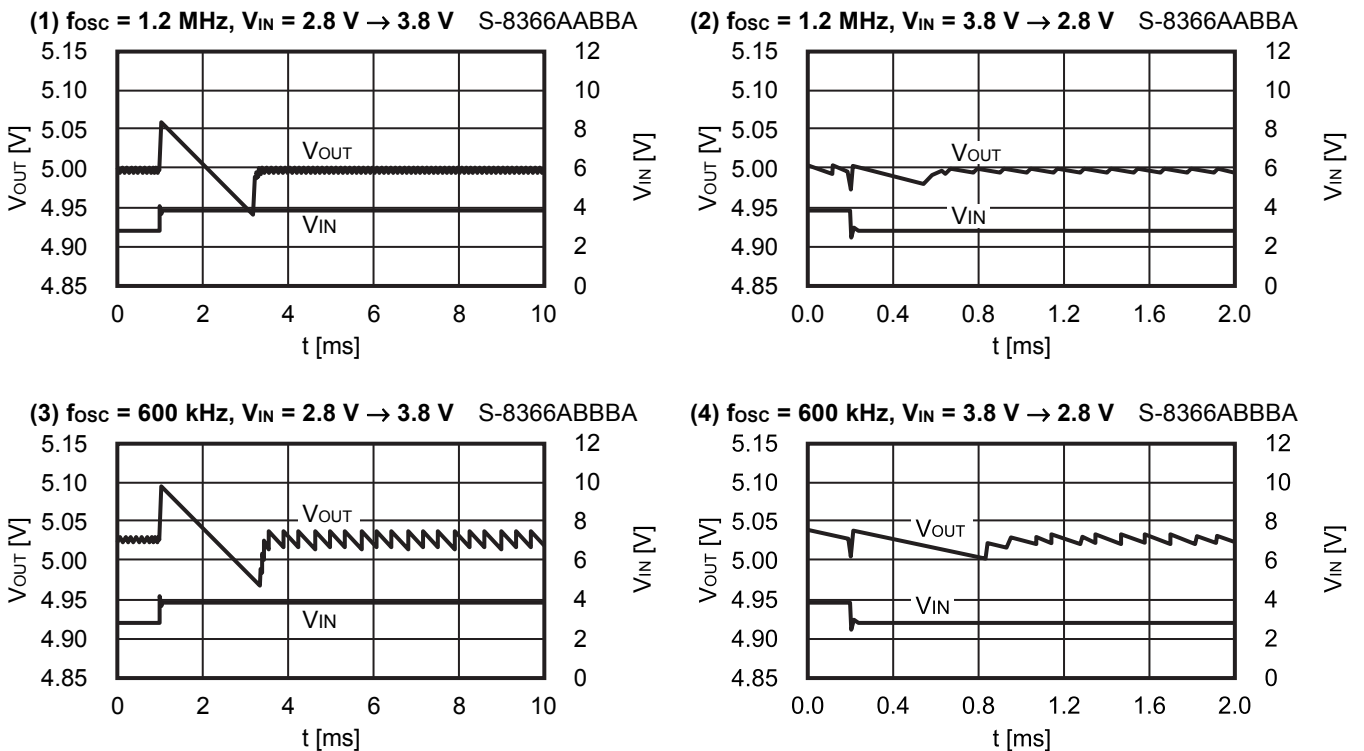 (1) fOSC = 1.2 MHz, VIN = 2.8 V → 3.8 V S-8366AABBA
5.15
5.10
5.05
5.00
4.95
4.90
4.85
VOUT [V]
12
10
8
6
4
2
0
VIN [V]
VOUT
VIN
0 2 4 6 8 10
t [ms]
(2) fOSC = 1.2 MHz, VIN = 3.8 V → 2.8 V S-8366AABBA
5.15
5.10
5.05
5.00
4.95
4.90
4.85
VOUT [V]
12
10
8
6
4
2
0
VIN [V]
VOUT
VIN
0.0 0.4 0.8 1.2 1.6 2.0
t [ms]
(3) fOSC = 600 kHz, VIN = 2.8 V → 3.8 V S-8366ABBBA
5.15
5.10
5.05
5.00
4.95
4.90
4.85
VOUT [V]
12
10
8
6
4
2
0
VIN [V]
VOUT
VIN
0 2 4 6 8 10
t [ms]
(4) fOSC = 600 kHz, VIN = 3.8 V → 2.8 V S-8366ABBBA
5.15
5.10
5.05
5.00
4.95
4.90
4.85
VOUT [V]
12
10
8
6
4
2
0
VIN [V]
VOUT
VIN
0.0 0.4 0.8 1.2 1.6 2.0
t [ms]